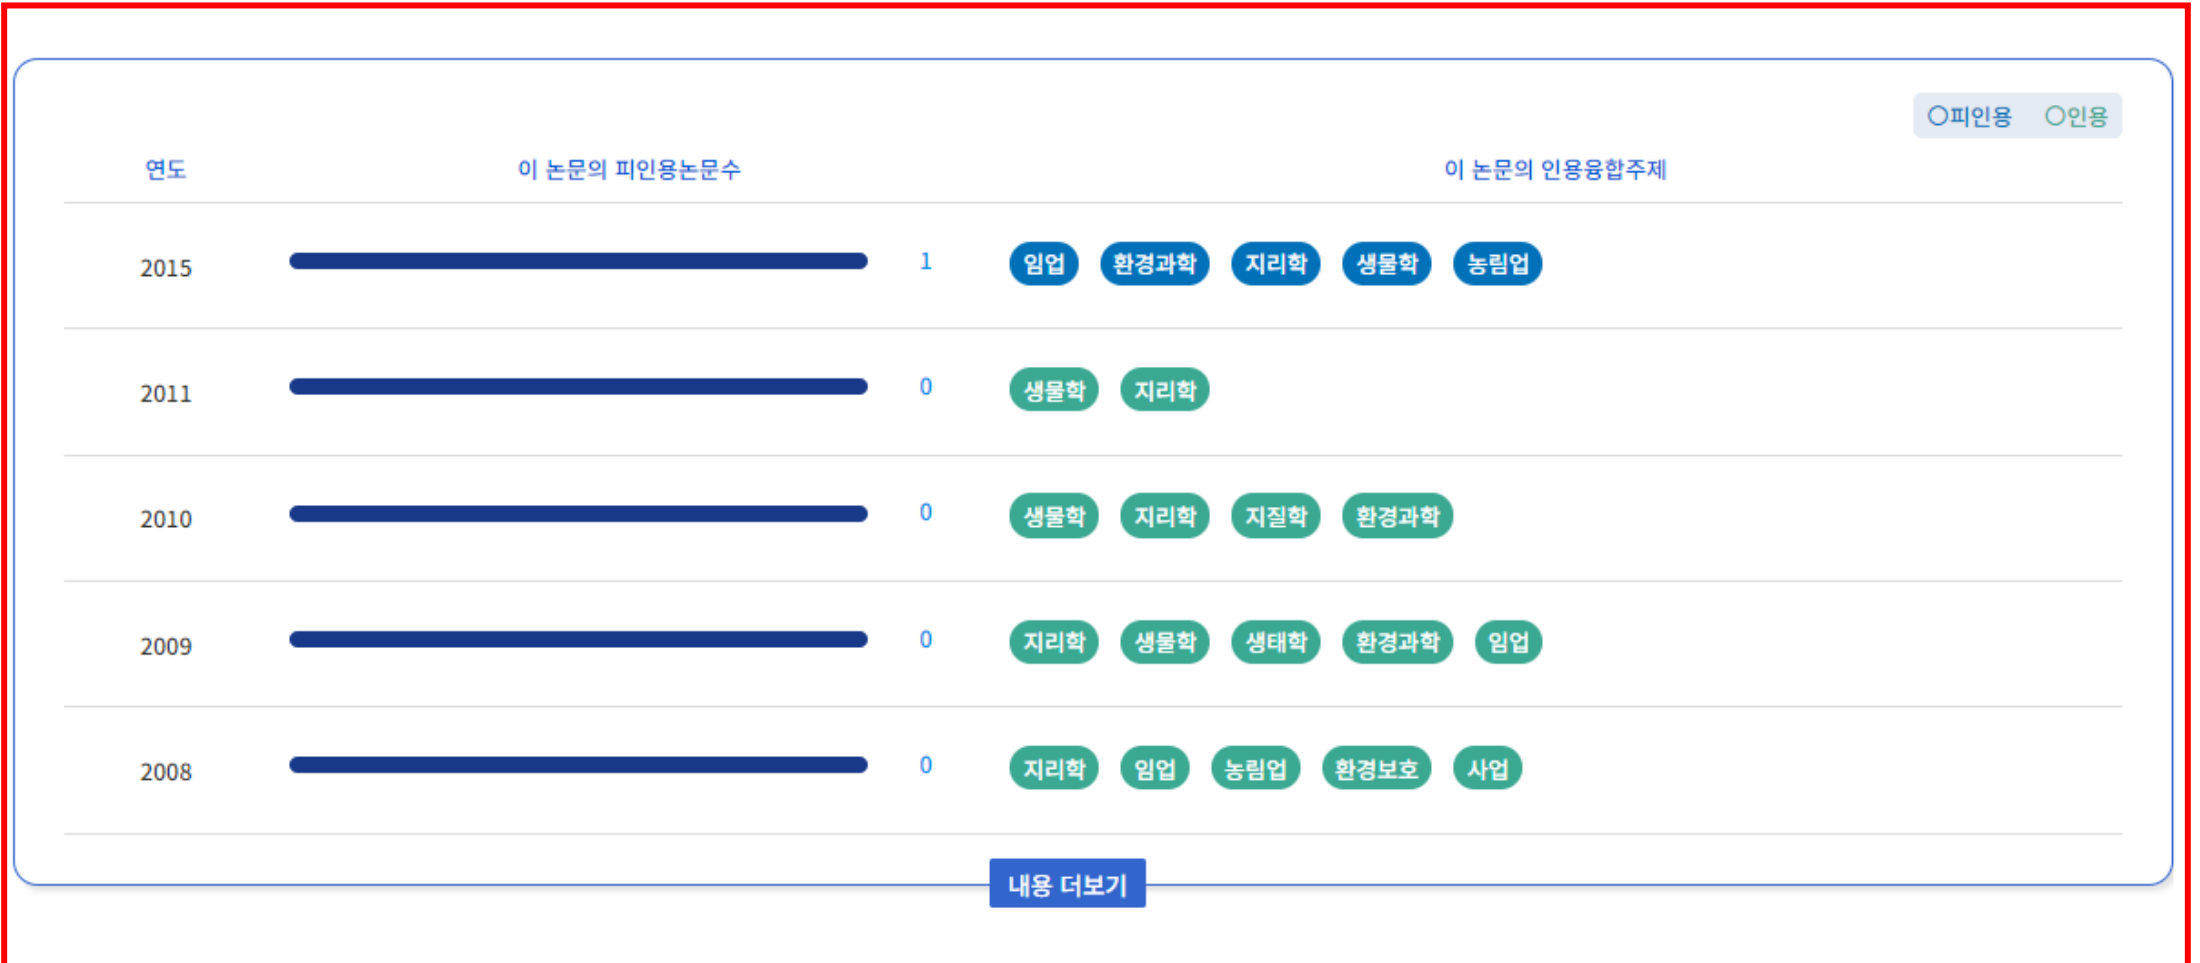 ○피인용 ○인용
연도 이 논문의 피인용논문수 이 논문의 인용융합주제
2015 1 임업 환경과학 지리학 생물학 농림업
2011 0 생물학 지리학
2010 0 생물학 지리학 지질학 환경과학
2009 0 지리학 생물학 생태학 환경과학 임업
2008 0 지리학 임업 농림업 환경보호 사업
내용 더보기